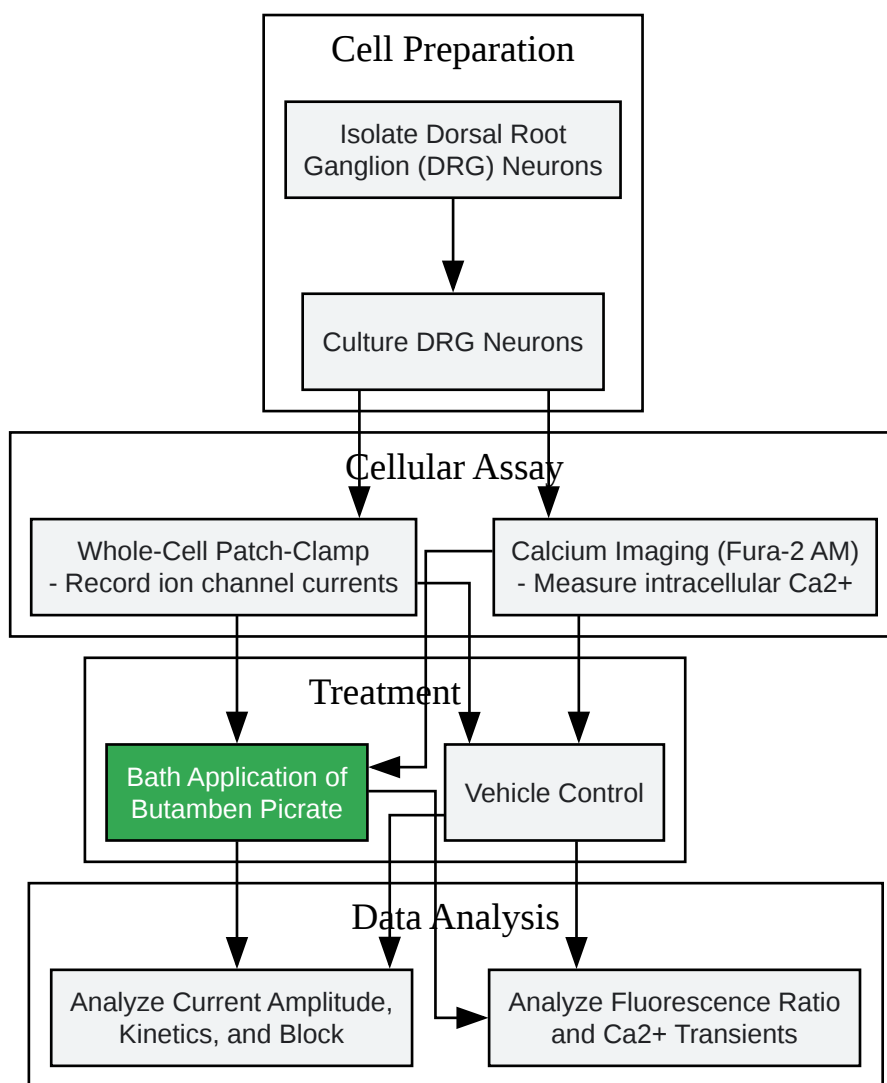 Cell Preparation
Isolate Dorsal Root
Ganglion (DRG) Neurons
Culture DRG Neurons
Cellular Assay
Whole-Cell Patch-Clamp
- Record ion channel currents
Calcium Imaging (Fura-2 AM)
- Measure intracellular Ca2+
Treatment
Bath Application of
Butamben Picrate
Vehicle Control
Data Analysis
Analyze Current Amplitude,
Kinetics, and Block
Analyze Fluorescence Ratio
and Ca2+ Transients